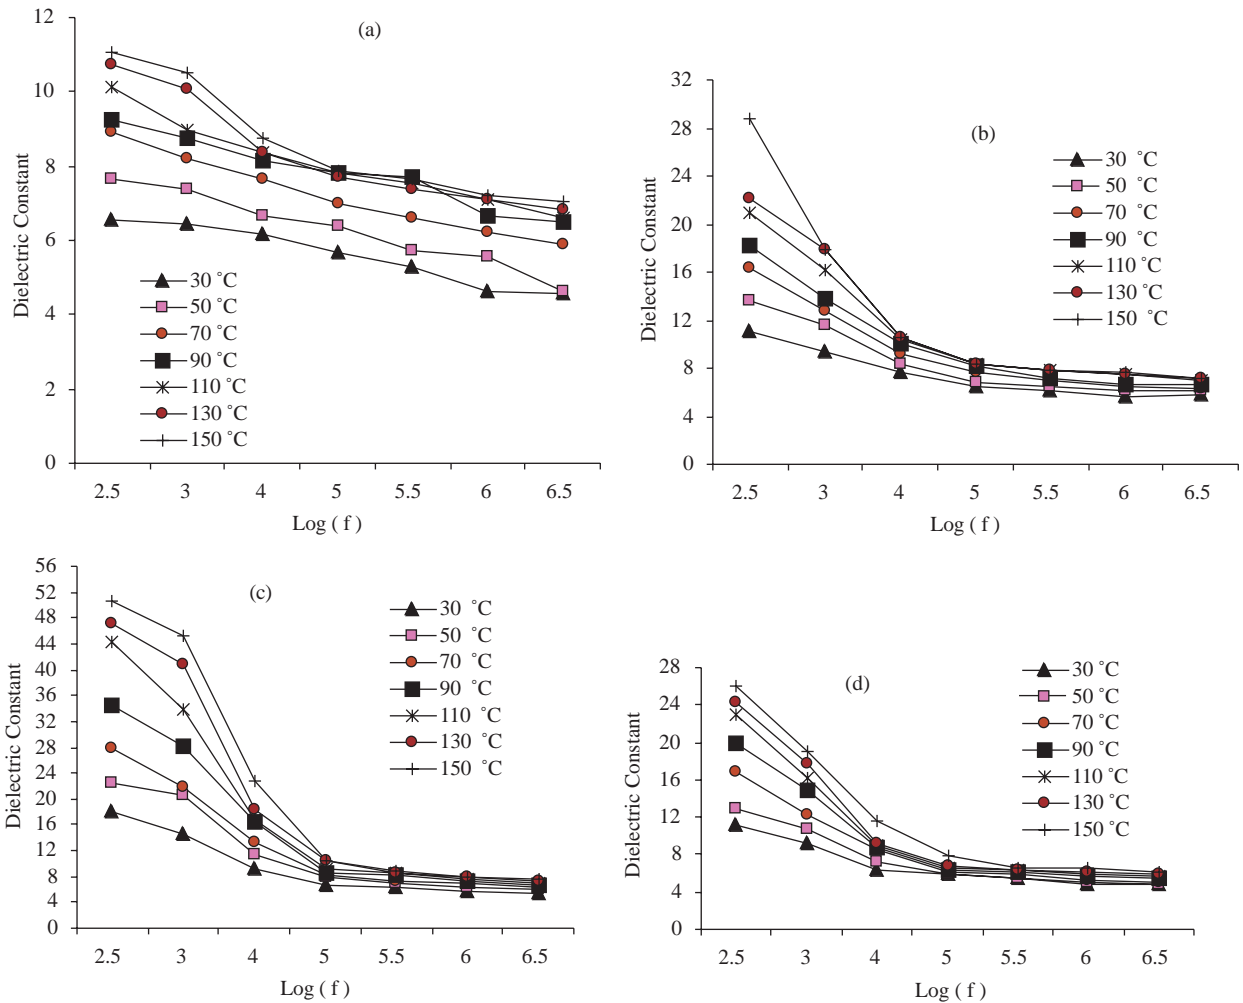 (a)
12
10
8
6
4
2
0
Dielectric Constant
30 °C
50 °C
70 °C
90 °C
110 °C
130 °C
150 °C
2.5 3 4 5 5.5 6 6.5
Log ( f )
(b)
32
28
24
20
16
12
8
4
0
Dielectric Constant
30 °C
50 °C
70 °C
90 °C
110 °C
130 °C
150 °C
2.5 3 4 5 5.5 6 6.5
Log ( f )
(c)
56
52
48
44
40
36
32
28
24
20
16
12
8
4
0
Dielectric Constant
30 °C
50 °C
70 °C
90 °C
110 °C
130 °C
150 °C
2.5 3 4 5 5.5 6 6.5
Log ( f )
(d)
28
24
20
16
12
8
4
0
Dielectric Constant
30 °C
50 °C
70 °C
90 °C
110 °C
130 °C
150 °C
2.5 3 4 5 5.5 6 6.5
Log ( f )